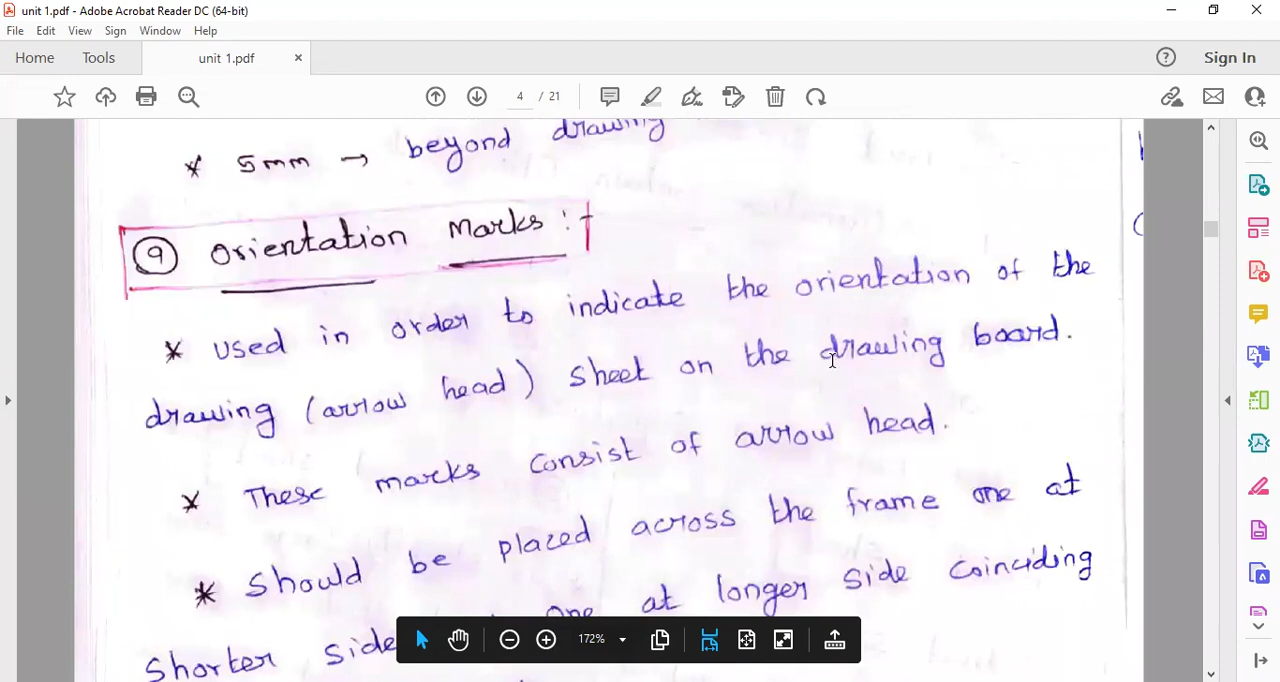 unit 1.pdf - Adobe Acrobat Reader DC (64-bit)
File Edit View Sign Window Help
Home Tools unit 1.pdf × Sign In
4 / 21
* 5mm → beyond drawing
9 Orientation Marks :-
* used in order to indicate the orientation of the
drawing (arrow head) sheet on the drawing board.
* These marks consist of arrow head.
* Should be placed across the frame one at
shorter side one at longer side coinciding
172%